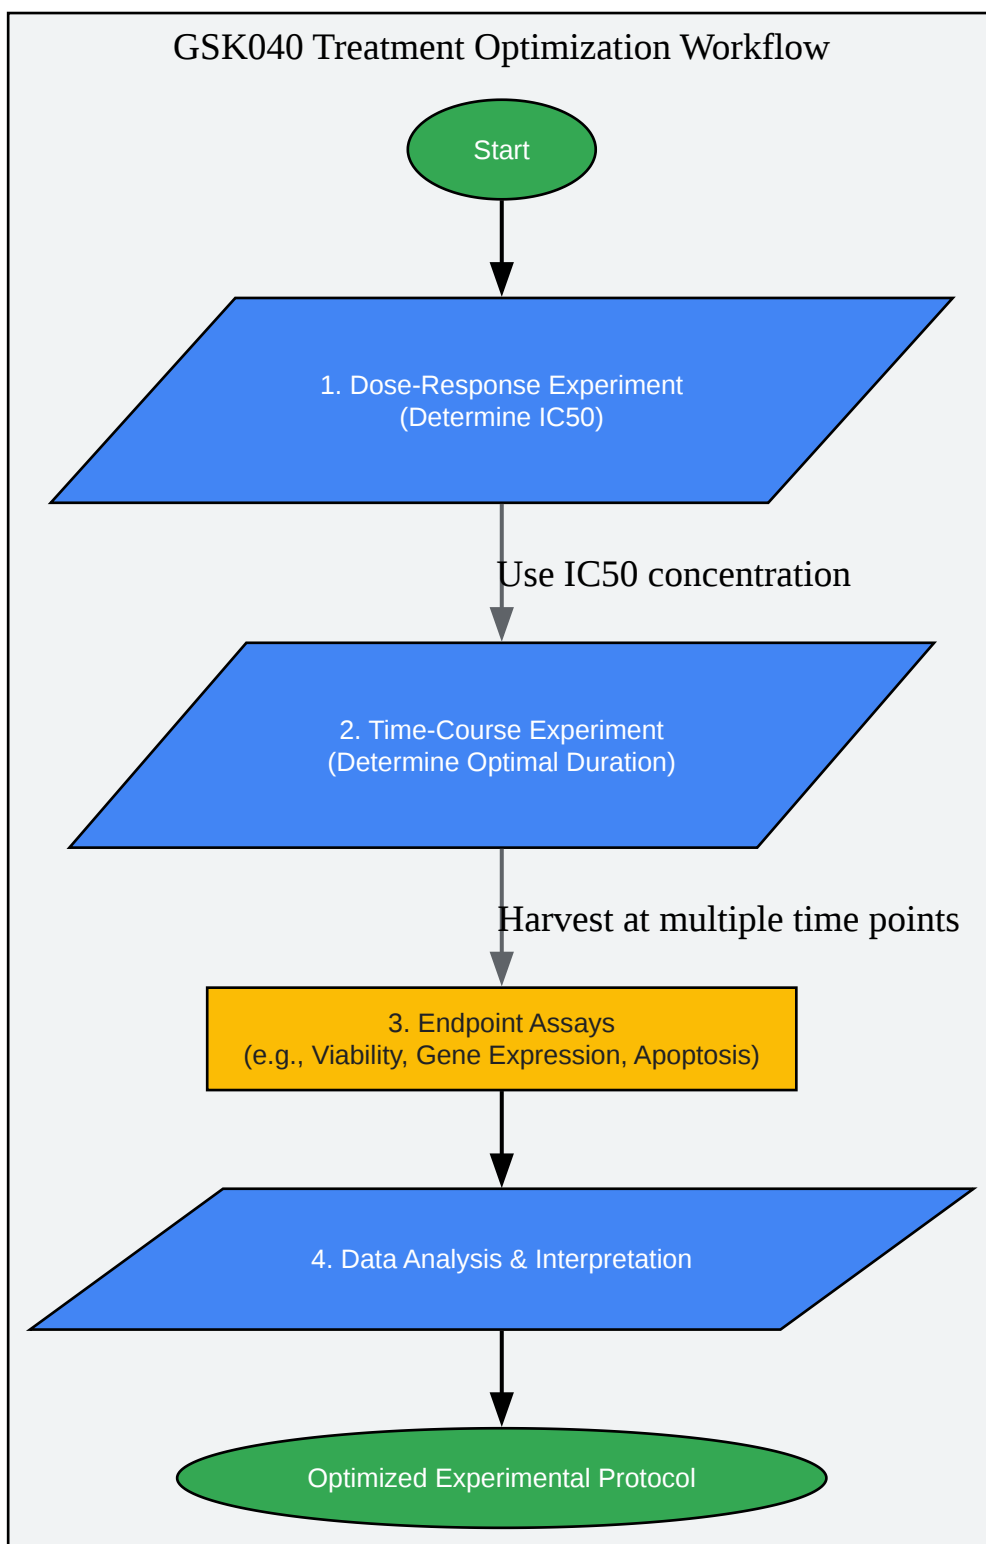 GSK040 Treatment Optimization Workflow
Start
1. Dose-Response Experiment
(Determine IC50)
Use IC50 concentration
2. Time-Course Experiment
(Determine Optimal Duration)
Harvest at multiple time points
3. Endpoint Assays
(e.g., Viability, Gene Expression, Apoptosis)
4. Data Analysis & Interpretation
Optimized Experimental Protocol